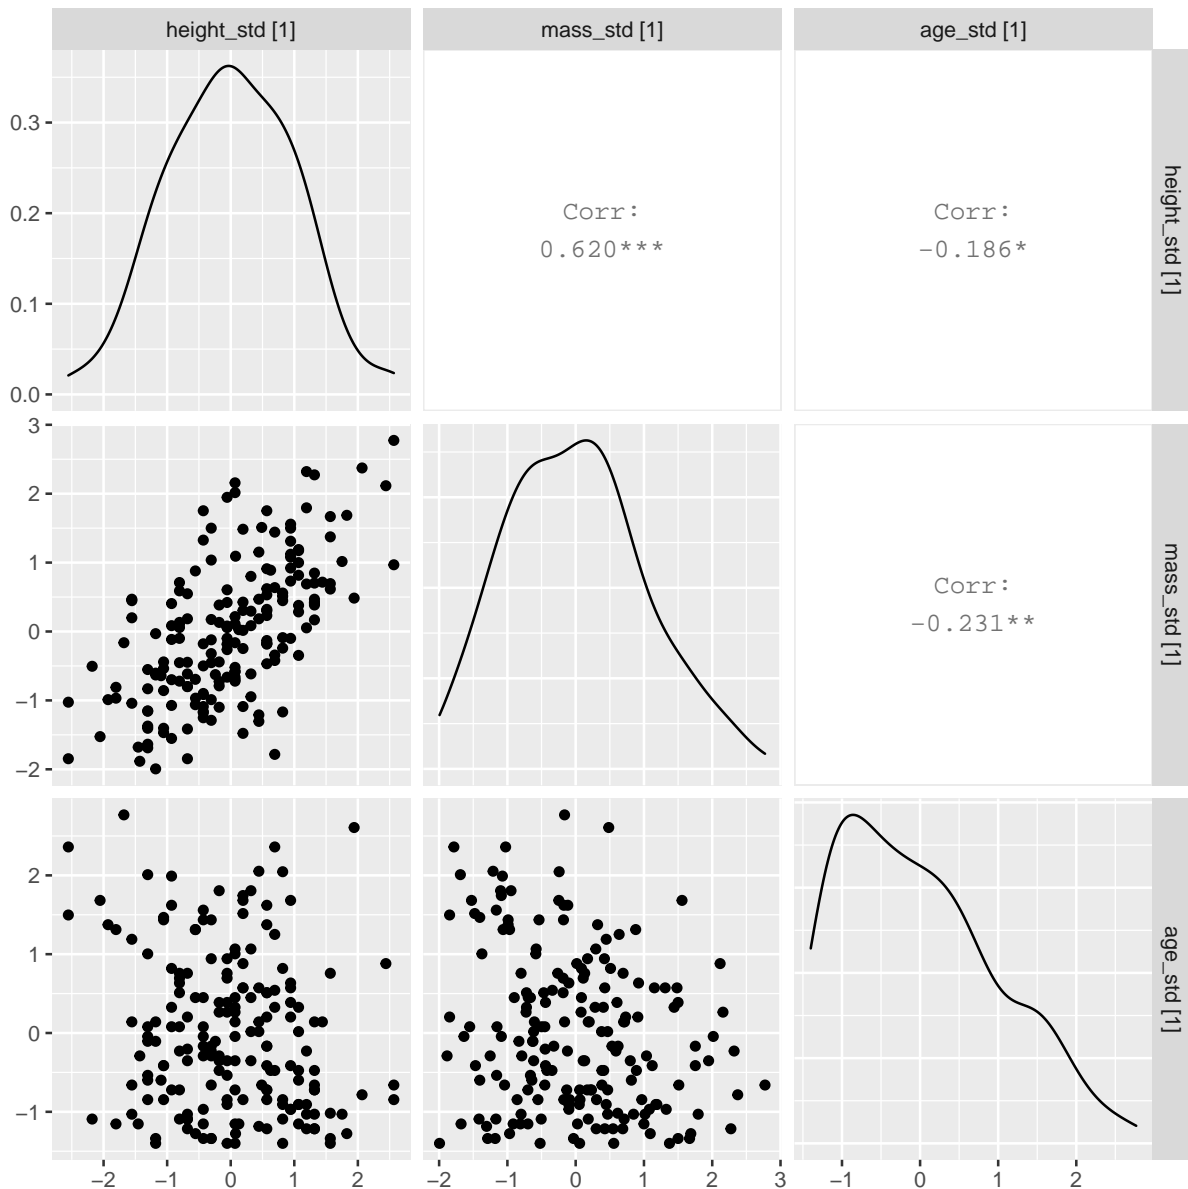 height_std [1]
mass_std [1]
age_std [1]
0.3
0.2
0.1
0.0
Corr:
0.620***
Corr:
−0.186*
height_std [1]
3
2
1
0
−1
−2
Corr:
−0.231**
mass_std [1]
2
1
0
−1
age_std [1]
−2 −1 0 1 2
−2 −1 0 1 2 3
−1 0 1 2